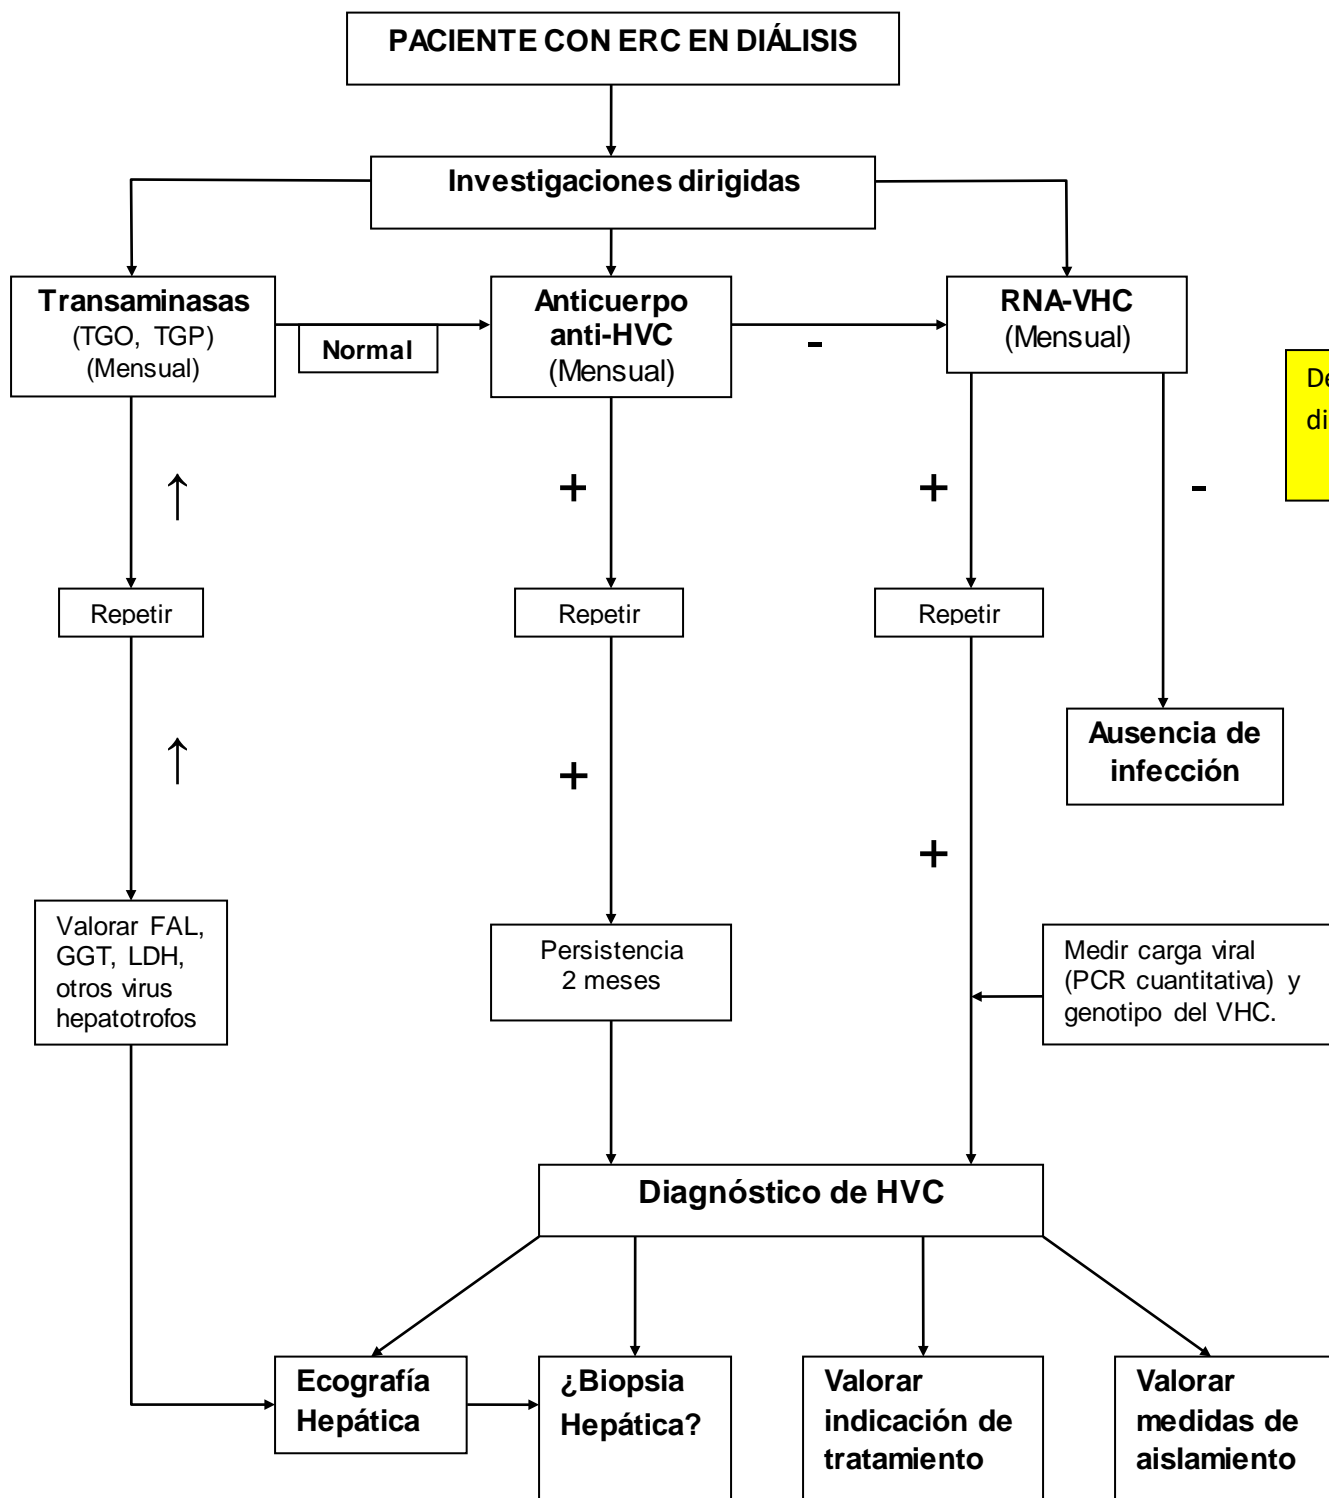 PACIENTE CON ERC EN DIÁLISIS
Investigaciones dirigidas
Transaminasas
(TGO, TGP)
(Mensual)
Normal
Anticuerpo
anti-HVC
(Mensual)
-
RNA-VHC
(Mensual)
↑
+
+
-
Repetir
Repetir
Repetir
Ausencia de
infección
↑
+
+
Valorar FAL,
GGT, LDH,
otros virus
hepatotrofos
Persistencia
2 meses
Medir carga viral
(PCR cuantitativa) y
genotipo del VHC.
Diagnóstico de HVC
Ecografía
Hepática
¿Biopsia
Hepática?
Valorar
indicación de
tratamiento
Valorar
medidas de
aislamiento